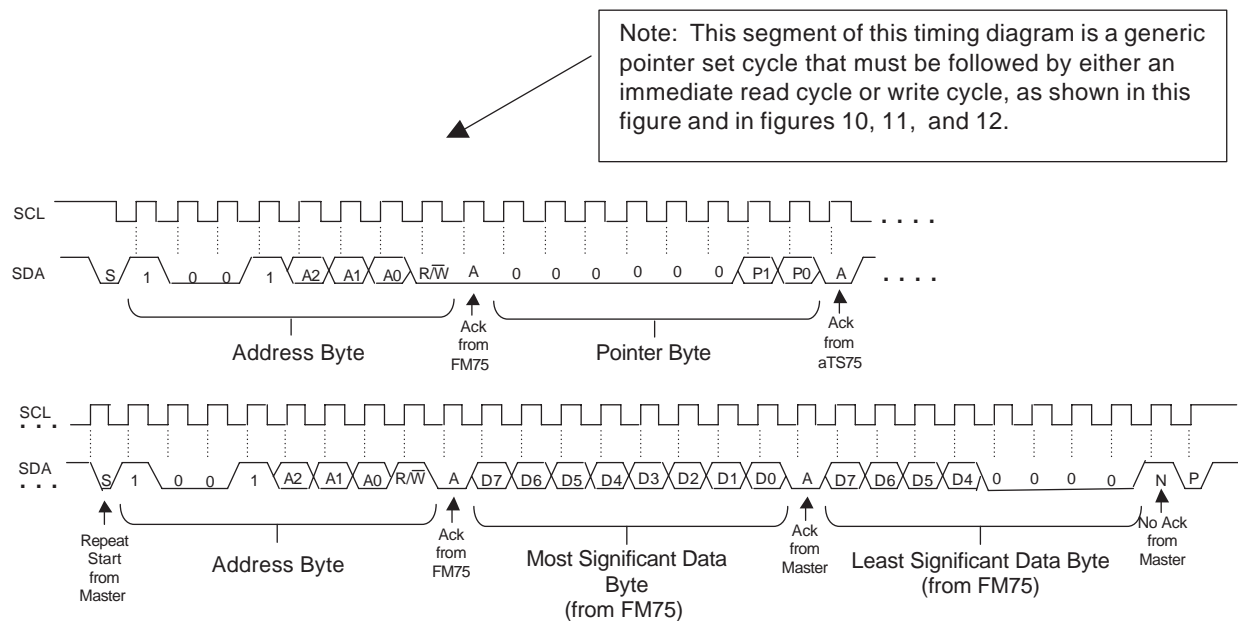 Note: This segment of this timing diagram is a generic
pointer set cycle that must be followed by either an
immediate read cycle or write cycle, as shown in this
figure and in figures 10, 11, and 12.
SCL
. . . .
SDA
S 1 0 0 1 A2 A1 A0 R/W̅ A 0 0 0 0 0 0 P1 P0 A
. . . .
Address Byte
Ack
from
FM75
Pointer Byte
Ack
from
aTS75
SCL
. . .
SDA
. . .
S 1 0 0 1 A2 A1 A0 R/W̅ A D7 D6 D5 D4 D3 D2 D1 D0 A D7 D6 D5 D4 0 0 0 0 N P
Repeat
Start
from
Master
Address Byte
Ack
from
FM75
Most Significant Data
Byte
(from FM75)
Ack
from
Master
Least Significant Data Byte
(from FM75)
No Ack
from
Master